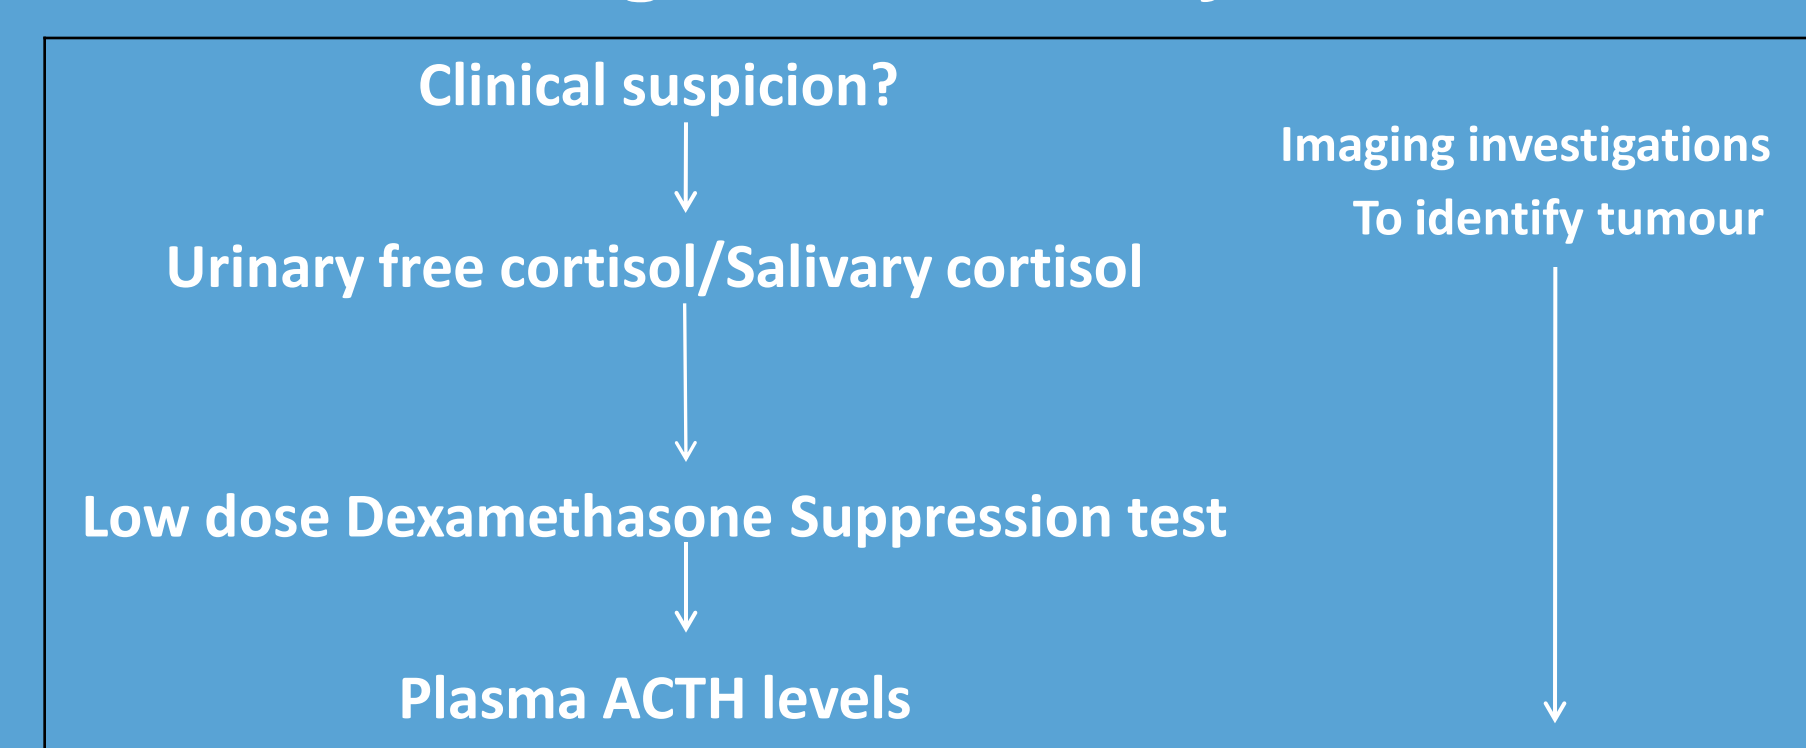 Clinical suspicion?
Imaging investigations
To identify tumour
Urinary free cortisol/Salivary cortisol
Low dose Dexamethasone Suppression test
Plasma ACTH levels